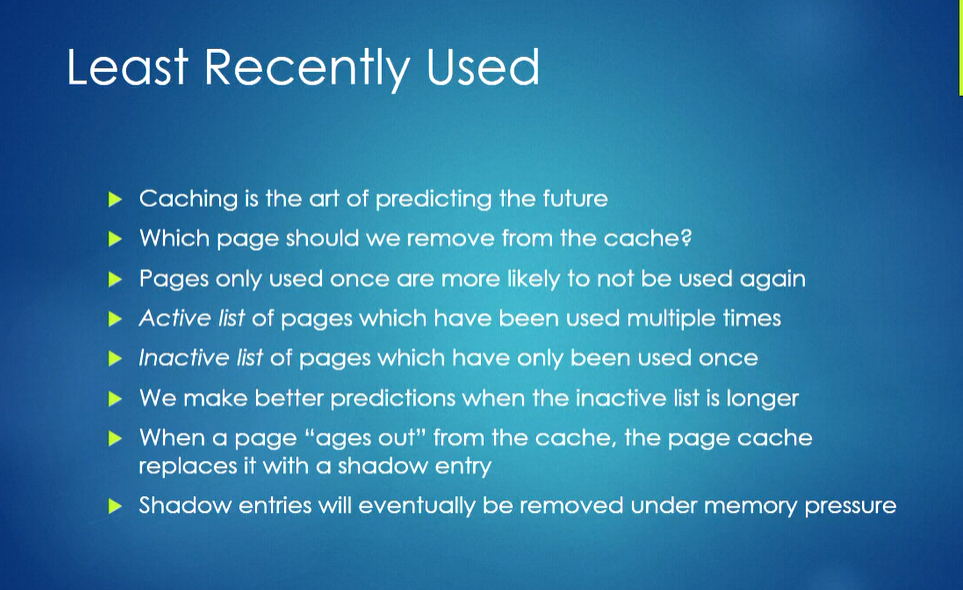 Least Recently Used
Caching is the art of predicting the future
Which page should we remove from the cache?
Pages only used once are more likely to not be used again
Active list of pages which have been used multiple times
Inactive list of pages which have only been used once
We make better predictions when the inactive list is longer
When a page “ages out” from the cache, the page cache
replaces it with a shadow entry
Shadow entries will eventually be removed under memory pressure